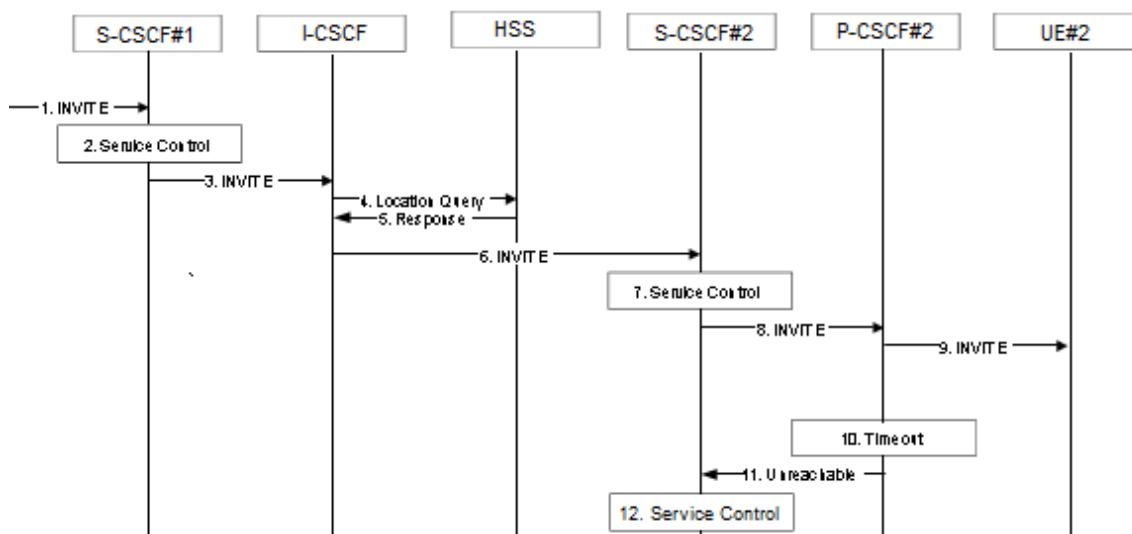 S-CSCF#1
I-CSCF
HSS
S-CSCF#2
P-CSCF#2
UE#2
1. INVITE
2. Service Control
3. INVITE
4. Location Query
5. Response
6. INVITE
7. Service Control
8. INVITE
9. INVITE
10. Timeout
11. Unreachable
12. Service Control